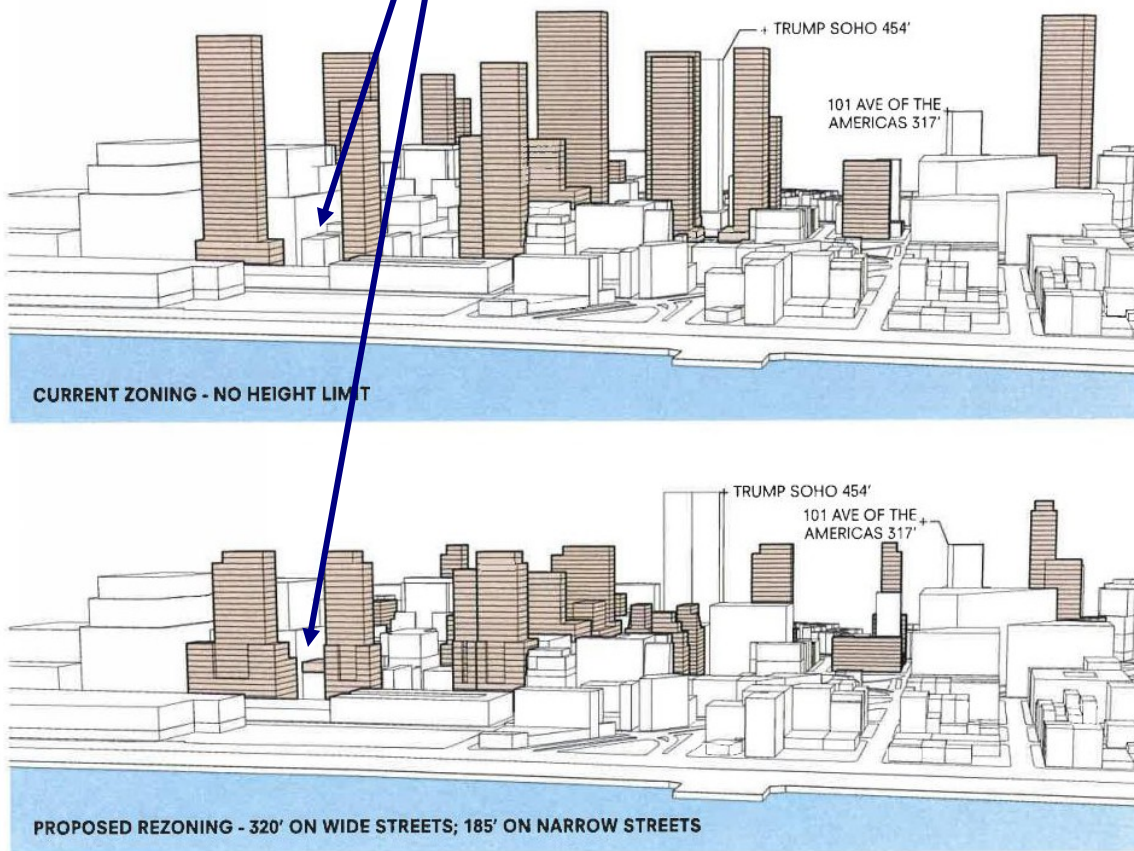 + TRUMP SOHO 454'
101 AVE OF THE
AMERICAS 317'
CURRENT ZONING - NO HEIGHT LIMIT
+ TRUMP SOHO 454'
101 AVE OF THE
AMERICAS 317'
PROPOSED REZONING - 320' ON WIDE STREETS; 185' ON NARROW STREETS